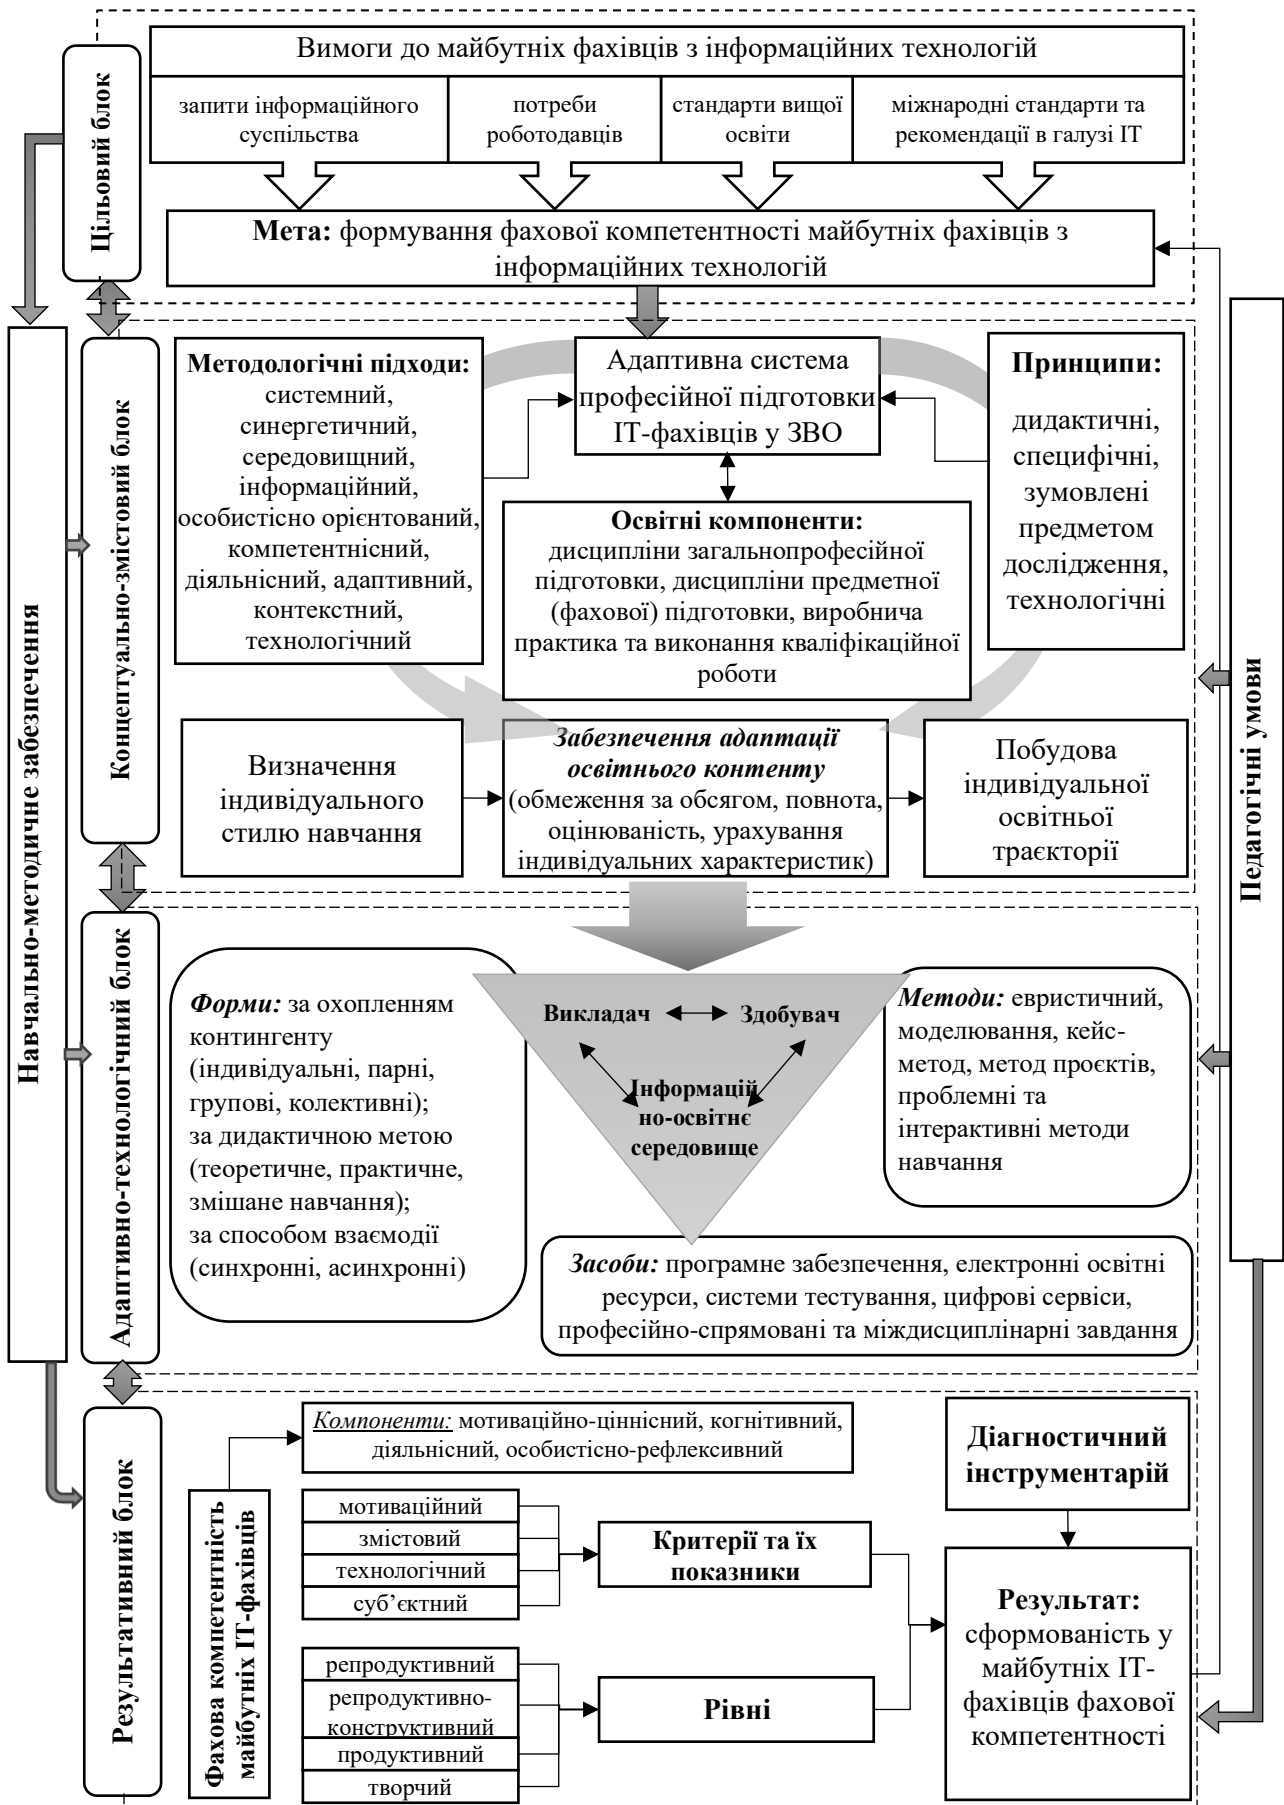 Вимоги до майбутніх фахівців з інформаційних технологій
запити інформаційного
суспільства
потреби
роботодавців
стандарти вищої
освіти
міжнародні стандарти та
рекомендації в галузі ІТ
Цільовий блок
Мета: формування фахової компетентності майбутніх фахівців з
інформаційних технологій
Навчально-методичне забезпечення
Концептуально-змістовий блок
Методологічні підходи:
системний,
синергетичний,
середовищний,
інформаційний,
особистісно орієнтований,
компетентнісний,
діяльнісний, адаптивний,
контекстний,
технологічний
Адаптивна система
професійної підготовки
ІТ-фахівців у ЗВО
Принципи:
дидактичні,
специфічні,
зумовлені
предметом
дослідження,
технологічні
Освітні компоненти:
дисципліни загальнопрофесійної
підготовки, дисципліни предметної
(фахової) підготовки, виробнича
практика та виконання кваліфікаційної
роботи
Педагогічні умови
Визначення
індивідуального
стилю навчання
Забезпечення адаптації
освітнього контенту
(обмеження за обсягом, повнота,
оцінюваність, урахування
індивідуальних характеристик)
Побудова
індивідуальної
освітньої
траєкторії
Адаптивно-технологічний блок
Форми: за охопленням
контингенту
(індивідуальні, парні,
групові, колективні);
за дидактичною метою
(теоретичне, практичне,
змішане навчання);
за способом взаємодії
(синхронні, асинхронні)
Викладач
Здобувач
Інформацій
но-освітнє
середовище
Методи: евристичний,
моделювання, кейс-
метод, метод проєктів,
проблемні та
інтерактивні методи
навчання
Засоби: програмне забезпечення, електронні освітні
ресурси, системи тестування, цифрові сервіси,
професійно-спрямовані та міждисциплінарні завдання
Результативний блок
Фахова компетентність
майбутніх ІТ-фахівців
Компоненти: мотиваційно-ціннісний, когнітивний,
діяльнісний, особистісно-рефлексивний
мотиваційний
змістовий
технологічний
суб’єктний
Критерії та їх
показники
репродуктивний
репродуктивно-
конструктивний
продуктивний
творчий
Рівні
Діагностичний
інструментарій
Результат:
сформованість у
майбутніх ІТ-
фахівців фахової
компетентності